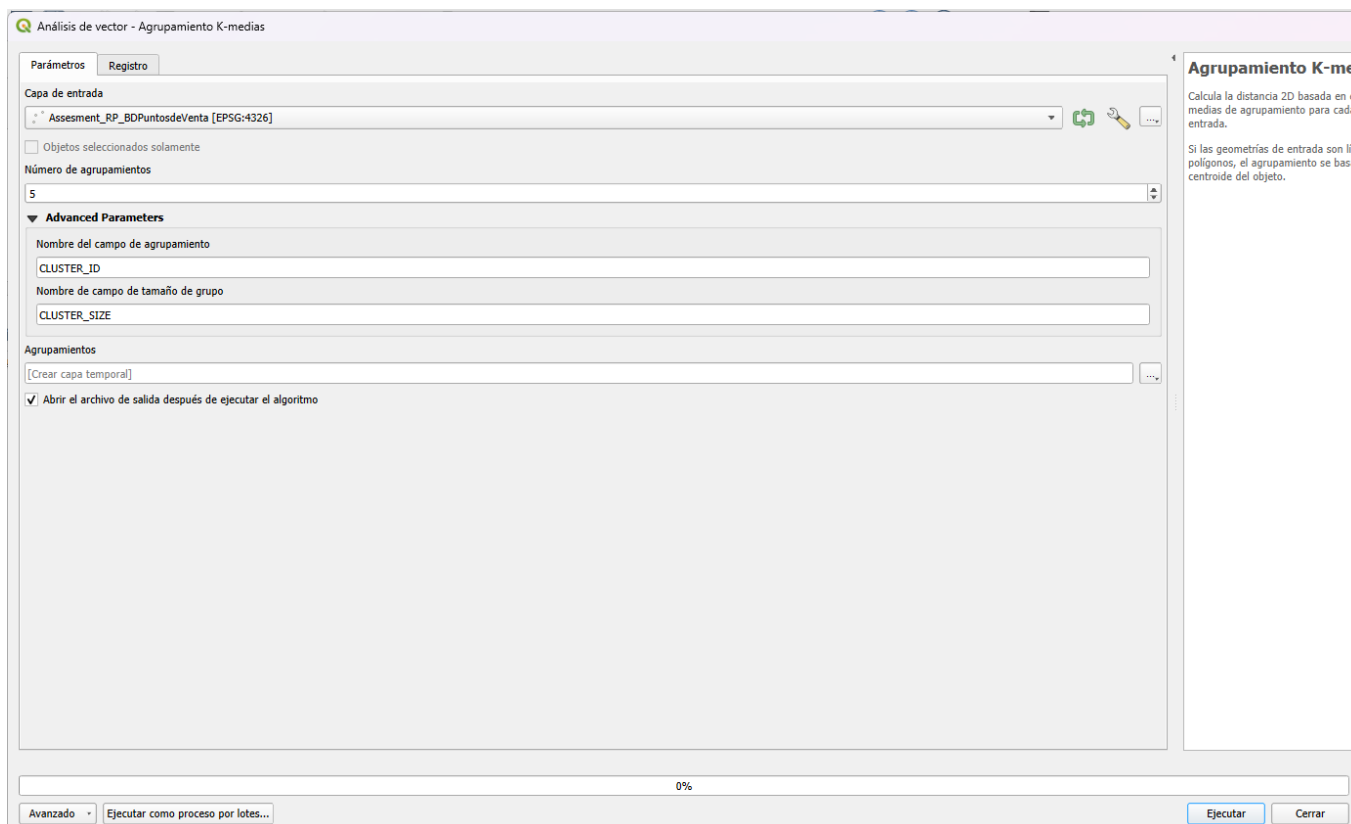 Análisis de vector - Agrupamiento K-medias
Parámetros
Registro
Capa de entrada
Assesment_RP_BDPuntosdeVenta [EPSG:4326]
...
Objetos seleccionados solamente
Número de agrupamientos
5
Advanced Parameters
Nombre del campo de agrupamiento
CLUSTER_ID
Nombre de campo de tamaño de grupo
CLUSTER_SIZE
Agrupamientos
[Crear capa temporal]
...
Abrir el archivo de salida después de ejecutar el algoritmo
Agrupamiento K-me
Calcula la distancia 2D basada en
medias de agrupamiento para cada
entrada.
Si las geometrías de entrada son
polígonos, el agrupamiento se bas
centroide del objeto.
0%
Avanzado
Ejecutar como proceso por lotes...
Ejecutar
Cerrar